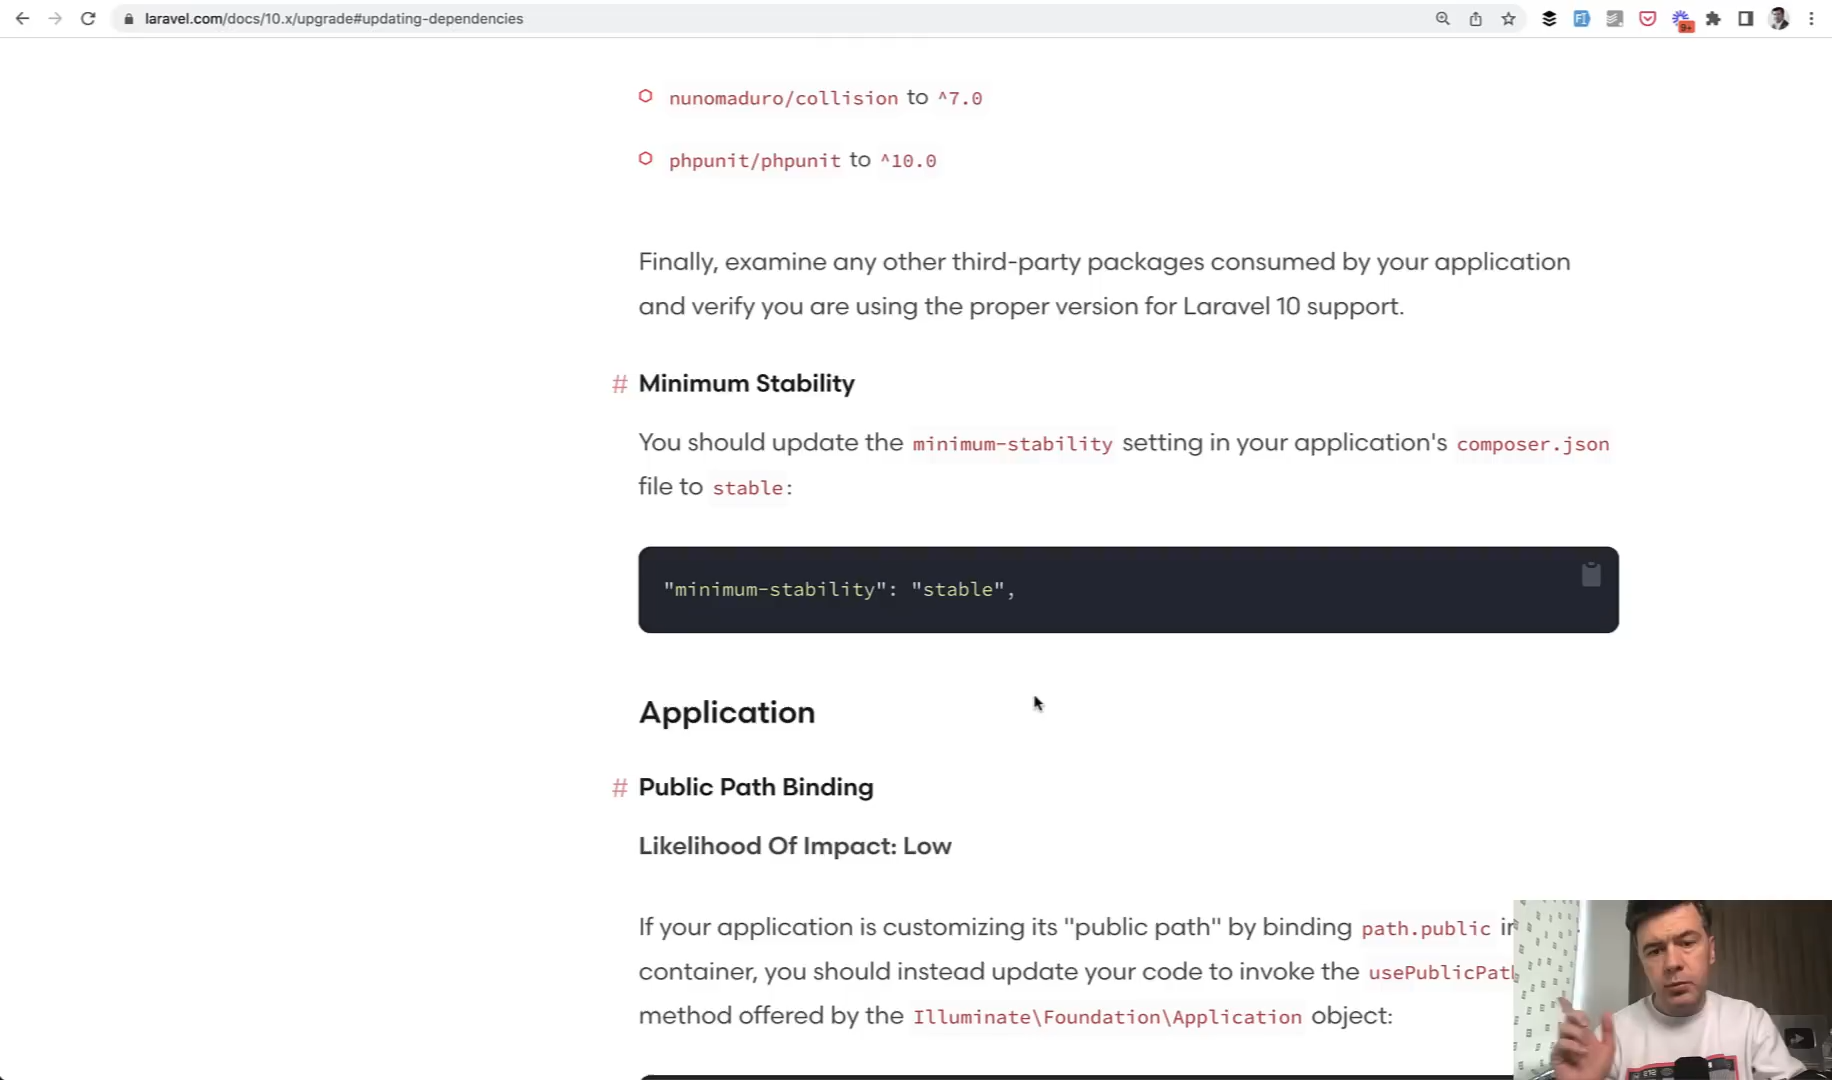 laravel.com/docs/10.x/upgrade#updating-dependencies
9+
nunomaduro/collision to ^7.0
phpunit/phpunit to ^10.0
Finally, examine any other third-party packages consumed by your application
and verify you are using the proper version for Laravel 10 support.
# Minimum Stability
You should update the minimum-stability setting in your application's composer.json
file to stable:
"minimum-stability": "stable",
Application
# Public Path Binding
Likelihood Of Impact: Low
If your application is customizing its "public path" by binding path.public
container, you should instead update your code to invoke the usePublicPat
method offered by the Illuminate\Foundation\Application object: